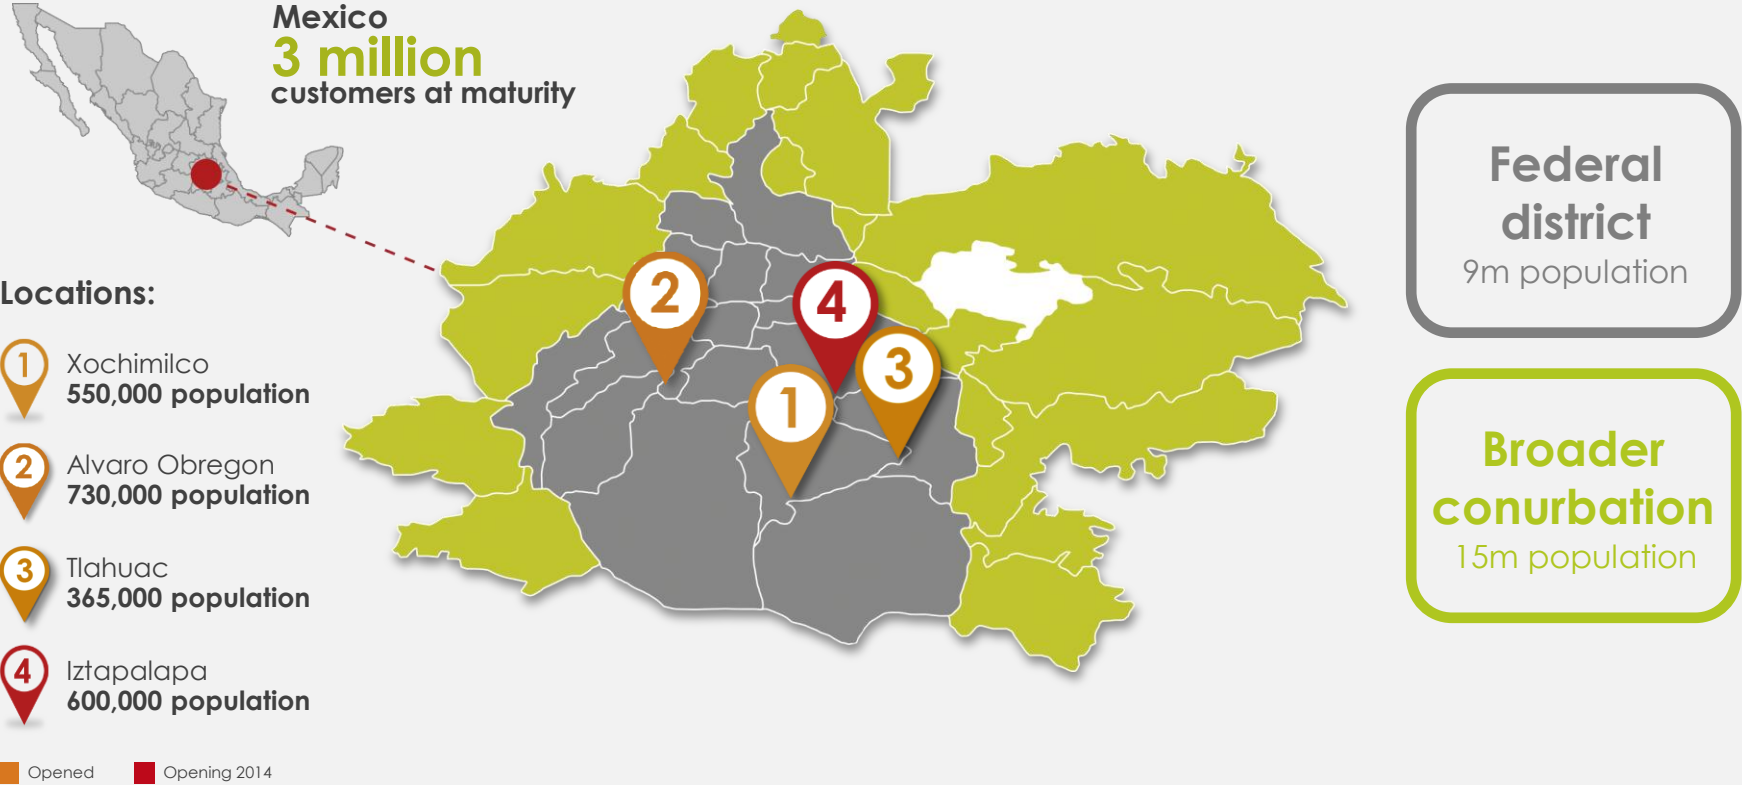 Mexico
3 million
customers at maturity
Locations:
1
Xochimilco
550,000 population
2
Alvaro Obregon
730,000 population
3
Tlahuac
365,000 population
4
Iztapalapa
600,000 population
Opened
Opening 2014
2
4
3
1
Federal
district
9m population
Broader
conurbation
15m population